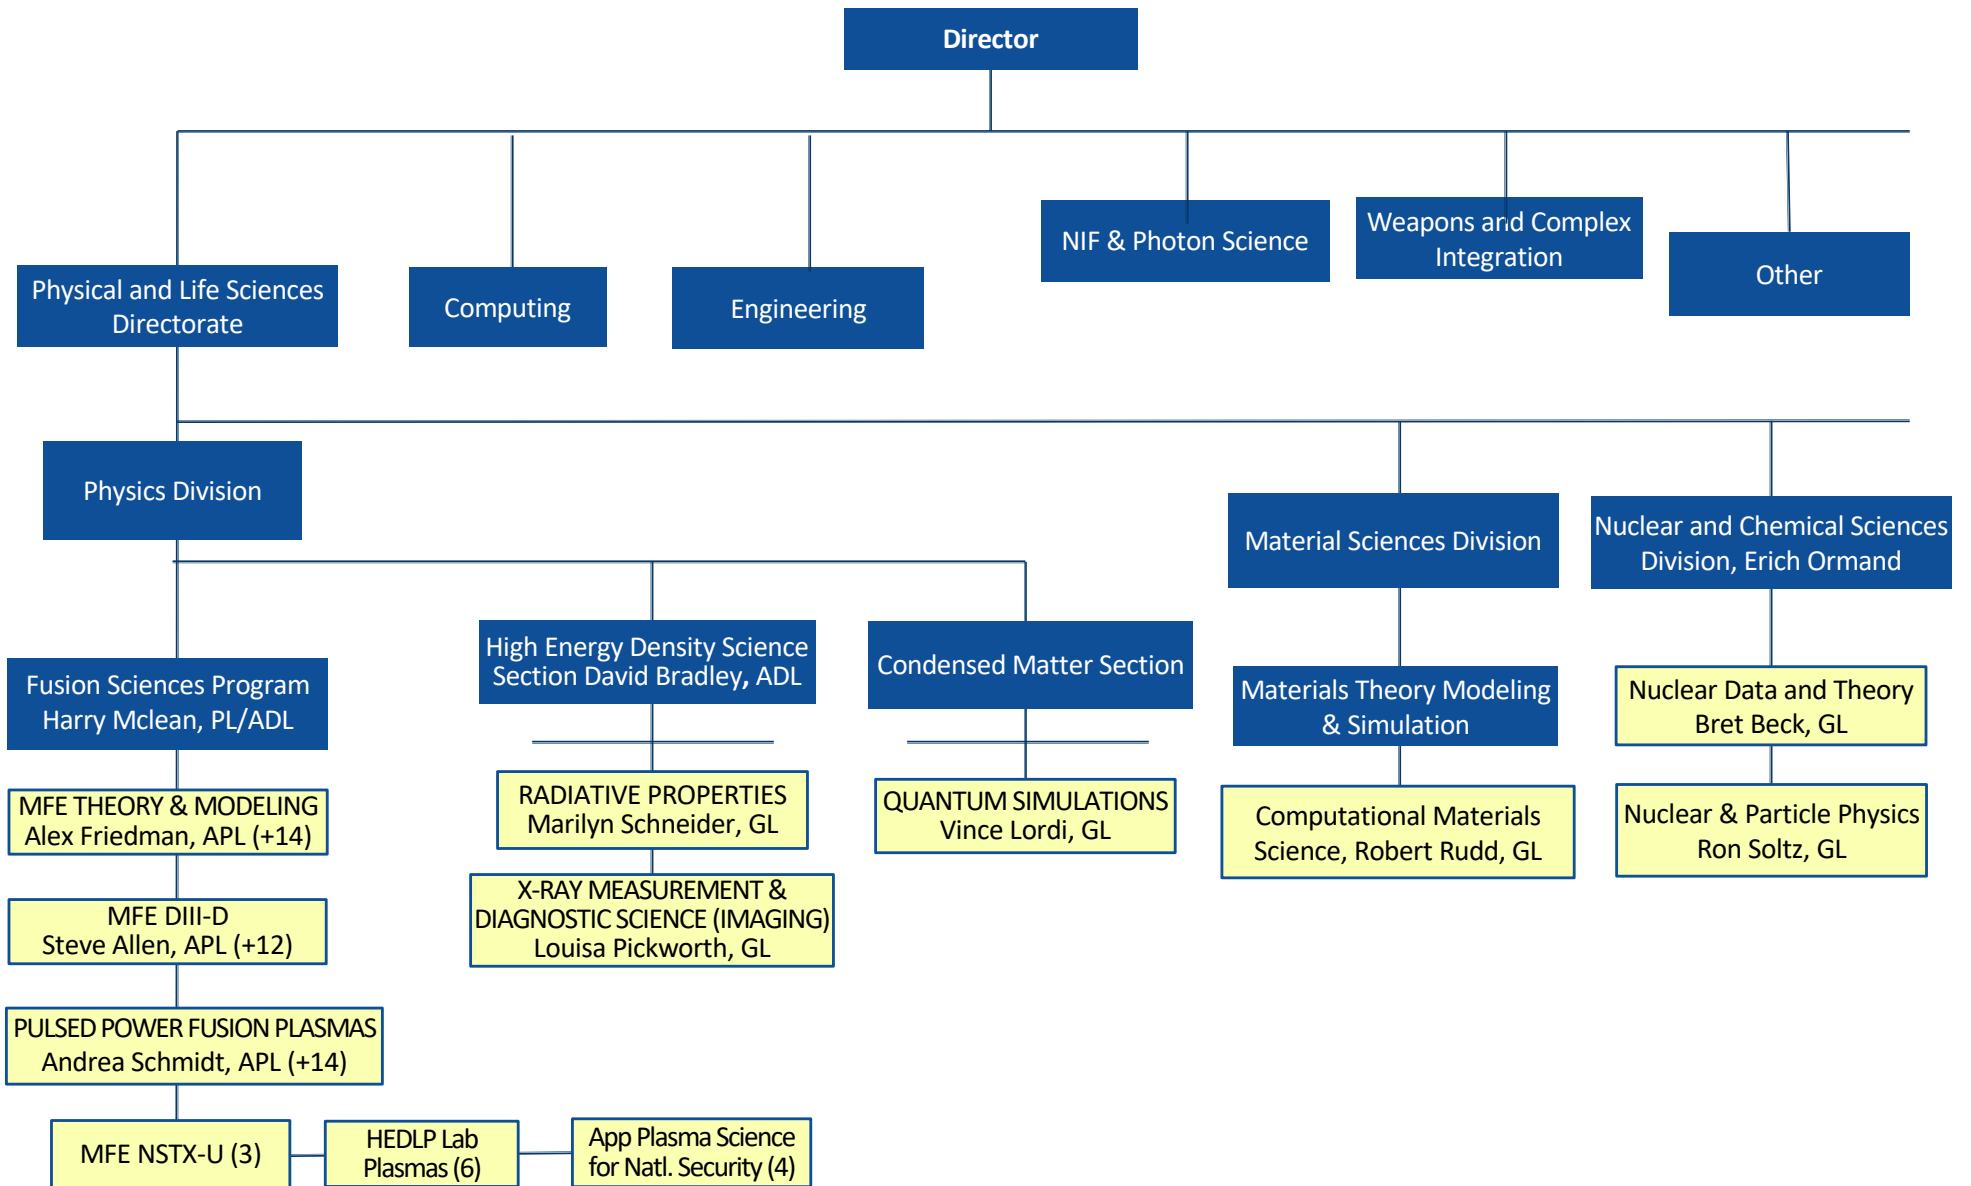 Director
NIF & Photon Science
Weapons and Complex
Integration
Other
Physical and Life Sciences
Directorate
Computing
Engineering
Physics Division
Material Sciences Division
Nuclear and Chemical Sciences
Division, Erich Ormand
Fusion Sciences Program
Harry Mclean, PL/ADL
High Energy Density Science
Section David Bradley, ADL
Condensed Matter Section
Materials Theory Modeling
& Simulation
Nuclear Data and Theory
Bret Beck, GL
MFE THEORY & MODELING
Alex Friedman, APL (+14)
RADIATIVE PROPERTIES
Marilyn Schneider, GL
QUANTUM SIMULATIONS
Vince Lordi, GL
Computational Materials
Science, Robert Rudd, GL
Nuclear & Particle Physics
Ron Soltz, GL
MFE DIII-D
Steve Allen, APL (+12)
X-RAY MEASUREMENT &
DIAGNOSTIC SCIENCE (IMAGING)
Louisa Pickworth, GL
PULSED POWER FUSION PLASMAS
Andrea Schmidt, APL (+14)
MFE NSTX-U (3)
HEDLP Lab
Plasmas (6)
App Plasma Science
for Natl. Security (4)